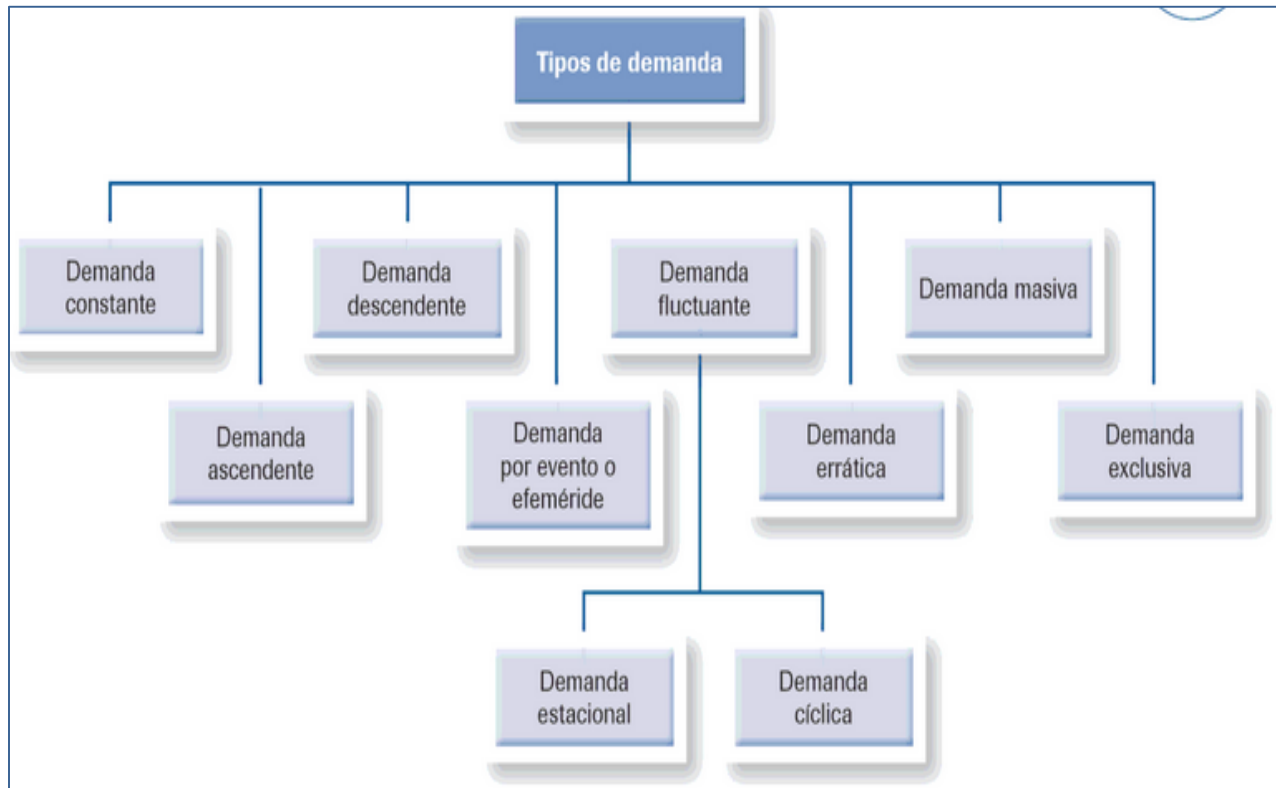 Tipos de demanda
Demanda
constante
Demanda
descendente
Demanda
fluctuante
Demanda masiva
Demanda
ascendente
Demanda
por evento o
efeméride
Demanda
errática
Demanda
exclusiva
Demanda
estacional
Demanda
cíclica